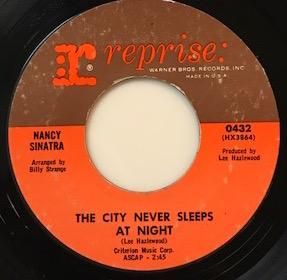 r reprise:
®
WARNER BROS. RECORDS, INC.
MADE IN U.S.A.
NANCY
SINATRA
0432
(HX3864)
Arranged by
Billy Strange
Produced by
Lee Hazlewood
THE CITY NEVER SLEEPS
AT NIGHT
(Lee Hazlewood)
Criterion Music Corp.
ASCAP - 2:45